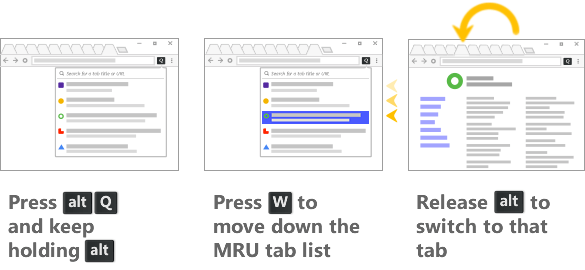 Q
Search for a tab title or URL
Q
Search for a tab title or URL
Q
Press alt Q
and keep
holding alt
Press W to
move down the
MRU tab list
Release alt to
switch to that
tab